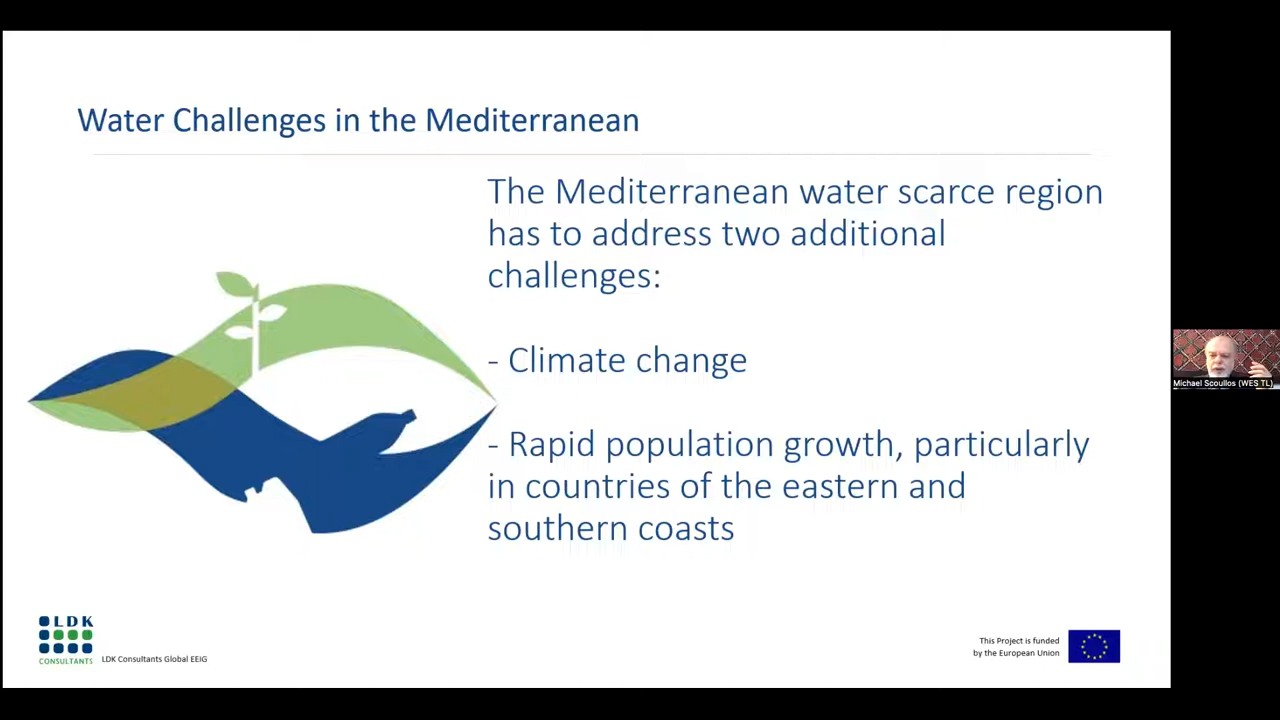 Water Challenges in the Mediterranean
The Mediterranean water scarce region
has to address two additional
challenges:
- Climate change
- Rapid population growth, particularly
in countries of the eastern and
southern coasts
Michael Scoullos (WES TL)
LDK
CONSULTANTS
LDK Consultants Global EEIG
This Project is funded
by the European Union